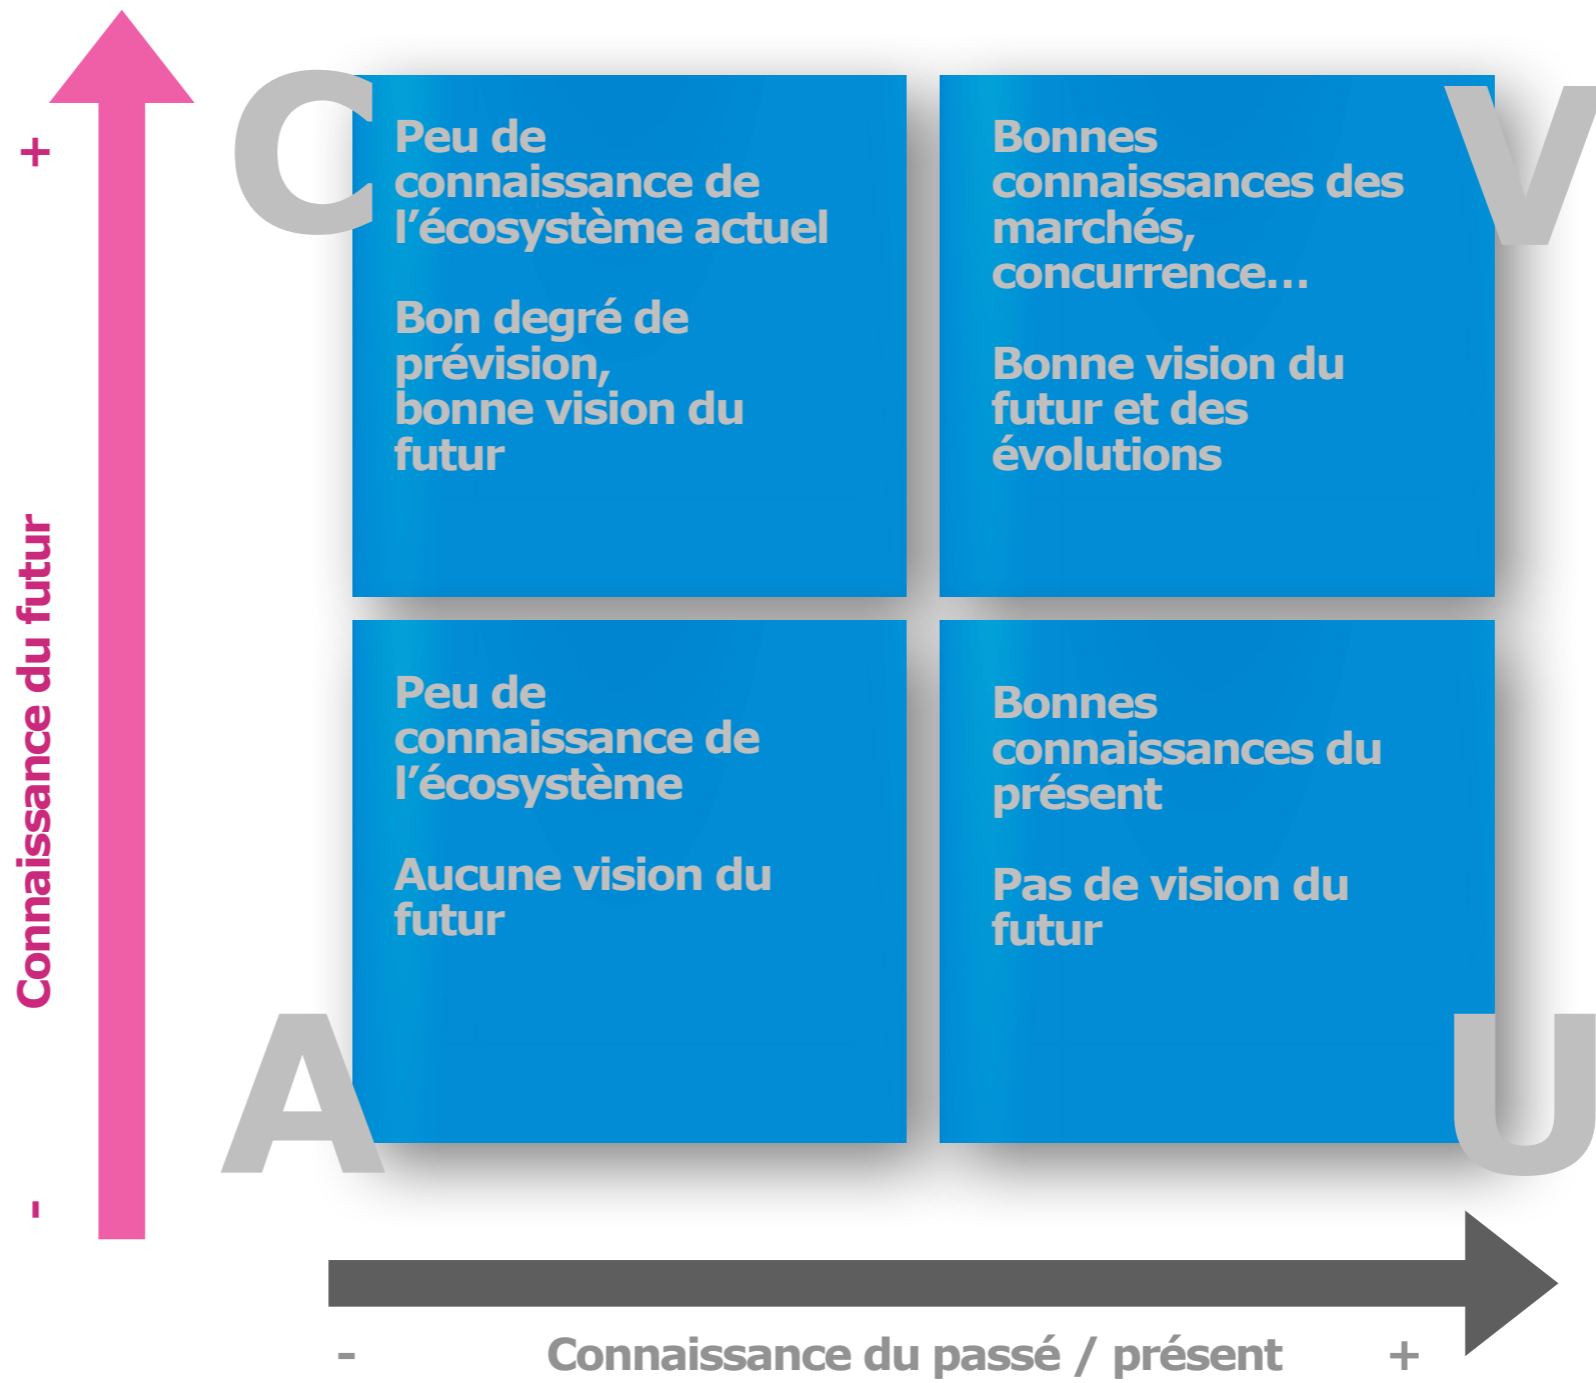 C
Peu de
connaissance de
l’écosystème actuel
Bon degré de
prévision,
bonne vision du
futur
V
Bonnes
connaissances des
marchés,
concurrence…
Bonne vision du
futur et des
évolutions
A
Peu de
connaissance de
l’écosystème
Aucune vision du
futur
U
Bonnes
connaissances du
présent
Pas de vision du
futur
- Connaissance du futur +
- Connaissance du passé / présent +